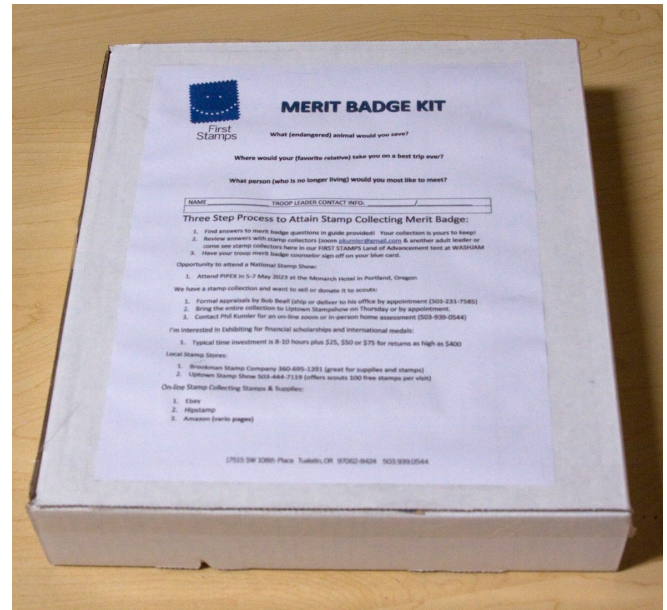 MERIT BADGE KIT
First
Stamps
What (endangered) animal would you save?
Where would your (favorite relative) take you on a best trip ever?
What person (who is no longer living) would you most like to meet?
NAME ____________ TROOP LEADER CONTACT INFO: ____________/____________
Three Step Process to Attain Stamp Collecting Merit Badge:
1. Find answers to merit badge questions in guide provided! Your collection is yours to keep!
2. Review answers with stamp collectors (zoom pkumler@gmail.com & another adult leader or
come see stamp collectors here in our FIRST STAMPS Land of Advancement tent at WASHJAM
3. Have your troop merit badge counselor sign off on your blue card.
Opportunity to attend a National Stamp Show:
1. Attend PIPEX in 5-7 May 2023 at the Monarch Hotel in Portland, Oregon
We have a stamp collection and want to sell or donate it to scouts:
1. Formal appraisals by Bob Beall (ship or deliver to his office by appointment (503-231-7585)
2. Bring the entire collection to Uptown Stampshow on Thursday or by appointment.
3. Contact Phil Kumler for an on-line zoom or in-person home assessment (503-939-0544)
I'm interested in Exhibiting for financial scholarships and international medals:
1. Typical time investment is 8-10 hours plus $25, $50 or $75 for returns as high as $400
Local Stamp Stores:
1. Brookman Stamp Company 360-695-1391 (great for supplies and stamps)
2. Uptown Stamp Show 503-444-7119 (offers scouts 100 free stamps per visit)
On-line Stamp Collecting Stamps & Supplies:
1. Ebay
2. Hipstamp
3. Amazon (vario pages)
17515 SW 108th Place Tualatin, OR 97062-8424 503.939.0544